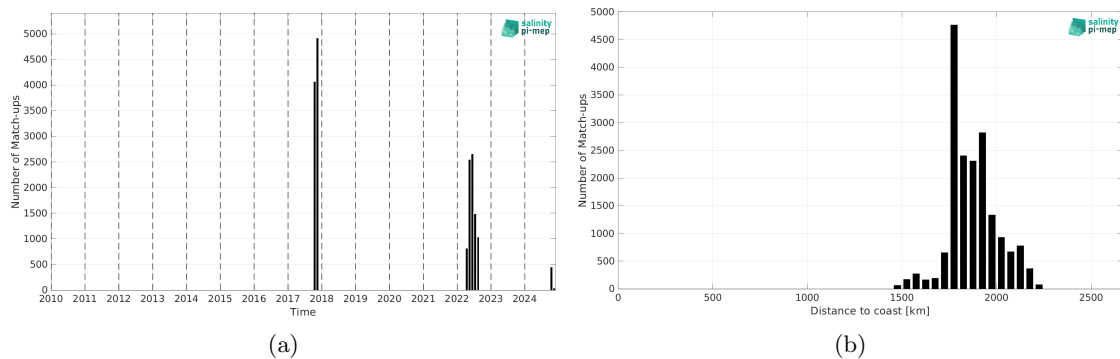 salinity
pi-mep
5000
4500
4000
3500
3000
2500
2000
1500
1000
500
0
Number of Match-ups
2010 2011 2012 2013 2014 2015 2016 2017 2018 2019 2020 2021 2022 2023 2024
Time
(a)
salinity
pi-mep
5000
4500
4000
3500
3000
2500
2000
1500
1000
500
0
Number of Match-ups
0 500 1000 1500 2000 2500
Distance to coast [km]
(b)